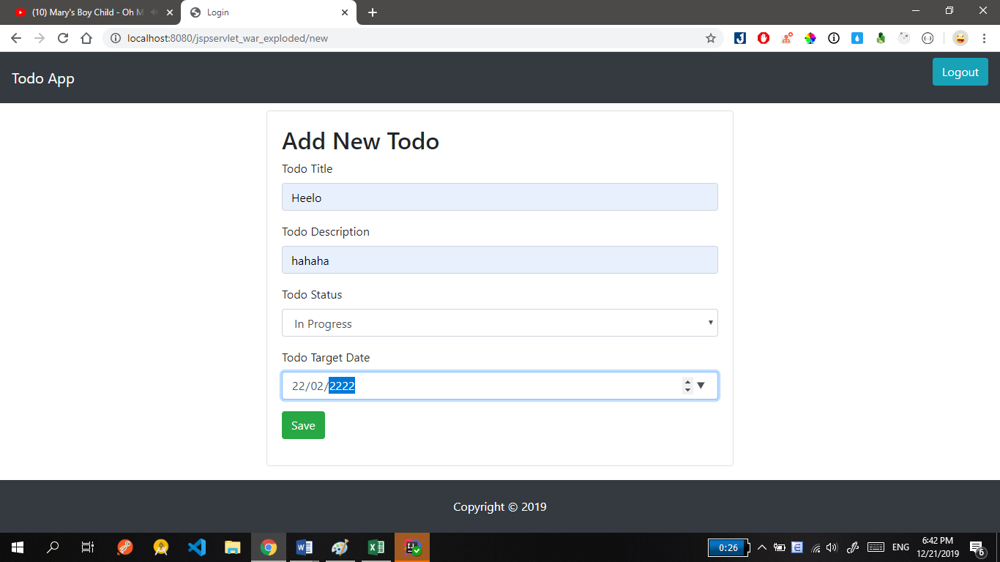 (10) Mary's Boy Child - Oh M
Login
localhost:8080/jspservlet_war_exploded/new
Todo App
Logout
Add New Todo
Todo Title
Heelo
Todo Description
hahaha
Todo Status
In Progress
Todo Target Date
22/02/2222
Save
Copyright © 2019
0:26
ENG
6:42 PM
12/21/2019
6